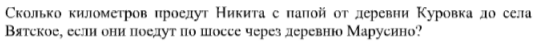 Сколько километров проедут Никита с папой от деревни Куровка до села
Вятское, если они поедут по шоссе через деревню Марусино?